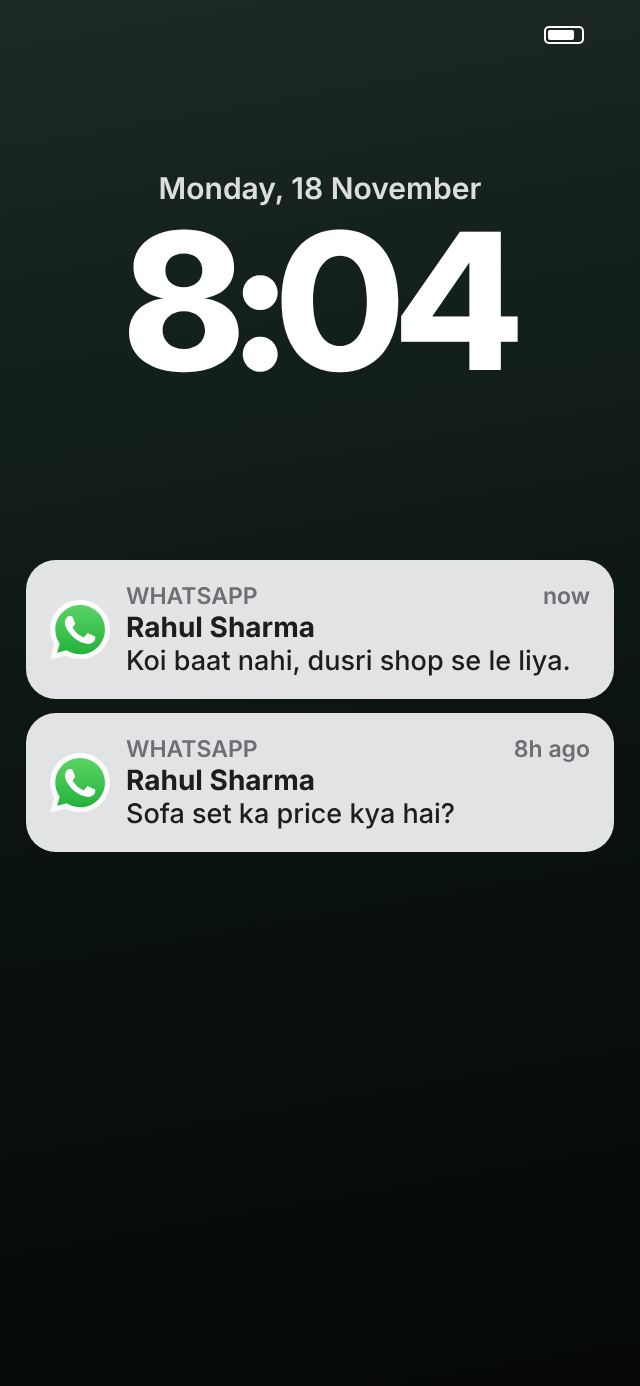 Monday, 18 November
8:04
WHATSAPP now
Rahul Sharma
Koi baat nahi, dusri shop se le liya.
WHATSAPP 8h ago
Rahul Sharma
Sofa set ka price kya hai?